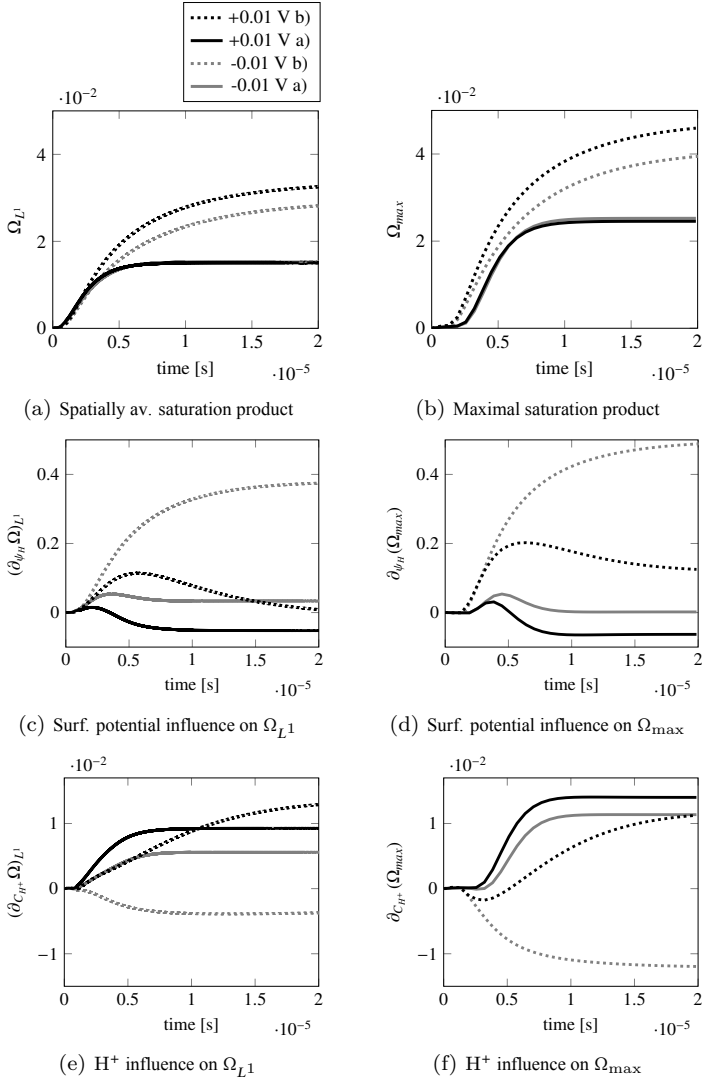 +0.01 V b)
+0.01 V a)
-0.01 V b)
-0.01 V a)
·10⁻²
4
2
0
Ω_{L¹}
0
0.5
1
1.5
2
time [s]
·10⁻⁵
(a) Spatially av. saturation product
·10⁻²
4
2
0
Ω_{max}
0
0.5
1
1.5
2
time [s]
·10⁻⁵
(b) Maximal saturation product
0.4
0.2
0
(∂_{ψ_H}Ω)_{L¹}
0
0.5
1
1.5
2
time [s]
·10⁻⁵
(c) Surf. potential influence on Ω_{L¹}
0.4
0.2
0
∂_{ψ_H}(Ω_{max})
0
0.5
1
1.5
2
time [s]
·10⁻⁵
(d) Surf. potential influence on Ω_{max}
·10⁻²
1
0
−1
(∂_{C_{H⁺}}Ω)_{L¹}
0
0.5
1
1.5
2
time [s]
·10⁻⁵
(e) H⁺ influence on Ω_{L¹}
·10⁻²
1
0
−1
∂_{C_{H⁺}}(Ω_{max})
0
0.5
1
1.5
2
time [s]
·10⁻⁵
(f) H⁺ influence on Ω_{max}